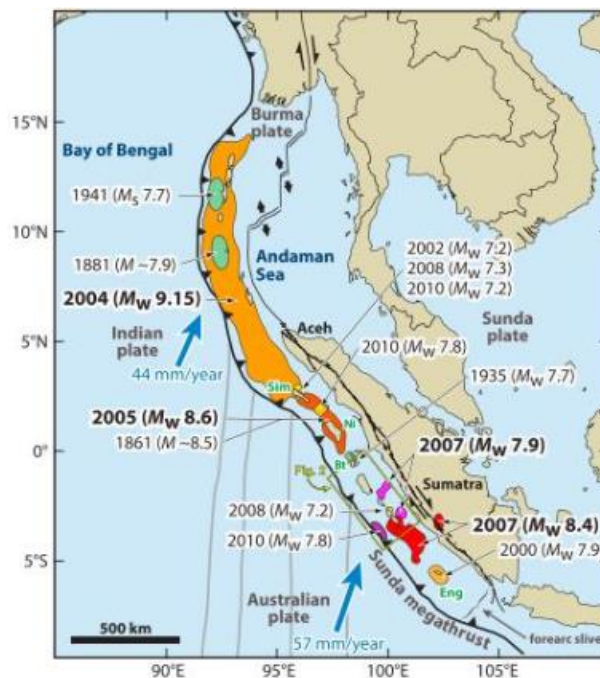 15°N
Burma
plate
Bay of Bengal
1941 (Ms 7.7)
10°N
2002 (Mw 7.2)
Andaman
Sea
2008 (Mw 7.3)
1881 (M ~7.9)
2010 (Mw 7.2)
2004 (Mw 9.15)
Sunda
plate
Aceh
5°N
Indian
plate
2010 (Mw 7.8)
44 mm/year
1935 (Mw 7.7)
Sim
2005 (Mw 8.6)
Ni
1861 (M ~8.5)
2007 (Mw 7.9)
0°
Bt
Fig. 2
Sumatra
2008 (Mw 7.2)
2007 (Mw 8.4)
2010 (Mw 7.8)
2000 (Mw 7.9
5°S
Eng
Sunda megathrust
Australian
plate
500 km
57 mm/year
forearc slive
90°E
95°E
100°E
105°E